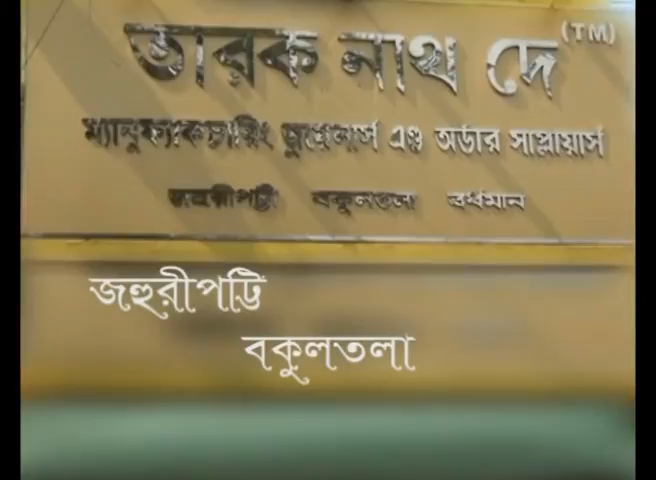 তারক নাথ দে (TM)
ম্যানুফ্যাকচারিং জুয়েলার্স এণ্ড অর্ডার সাপ্লায়ার্স
জহুরীপট্টি বকুলতলা বর্ধমান
জহুরীপট্টি
বকুলতলা